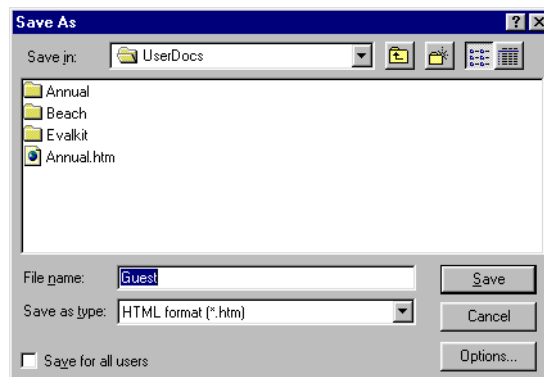 Save As
Save in: UserDocs
Annual
Beach
Evalkit
Annual.htm
File name: Guest Save
Save as type: HTML format (*.htm) Cancel
Save for all users Options...